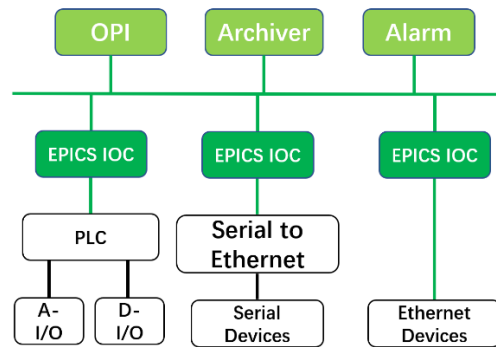 OPI
Archiver
Alarm
EPICS IOC
EPICS IOC
EPICS IOC
PLC
Serial to
Ethernet
A-
I/O
D-
I/O
Serial
Devices
Ethernet
Devices